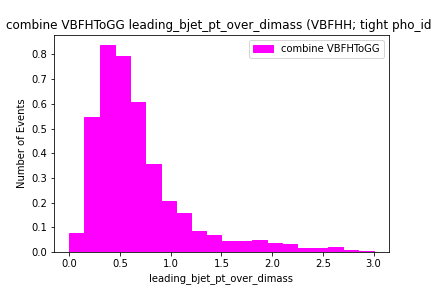 combine VBFHToGG leading_bjet_pt_over_dimass (VBFHH; tight pho_id
combine VBFHToGG
Number of Events
0.8
0.7
0.6
0.5
0.4
0.3
0.2
0.1
0.0
0.0 0.5 1.0 1.5 2.0 2.5 3.0
leading_bjet_pt_over_dimass